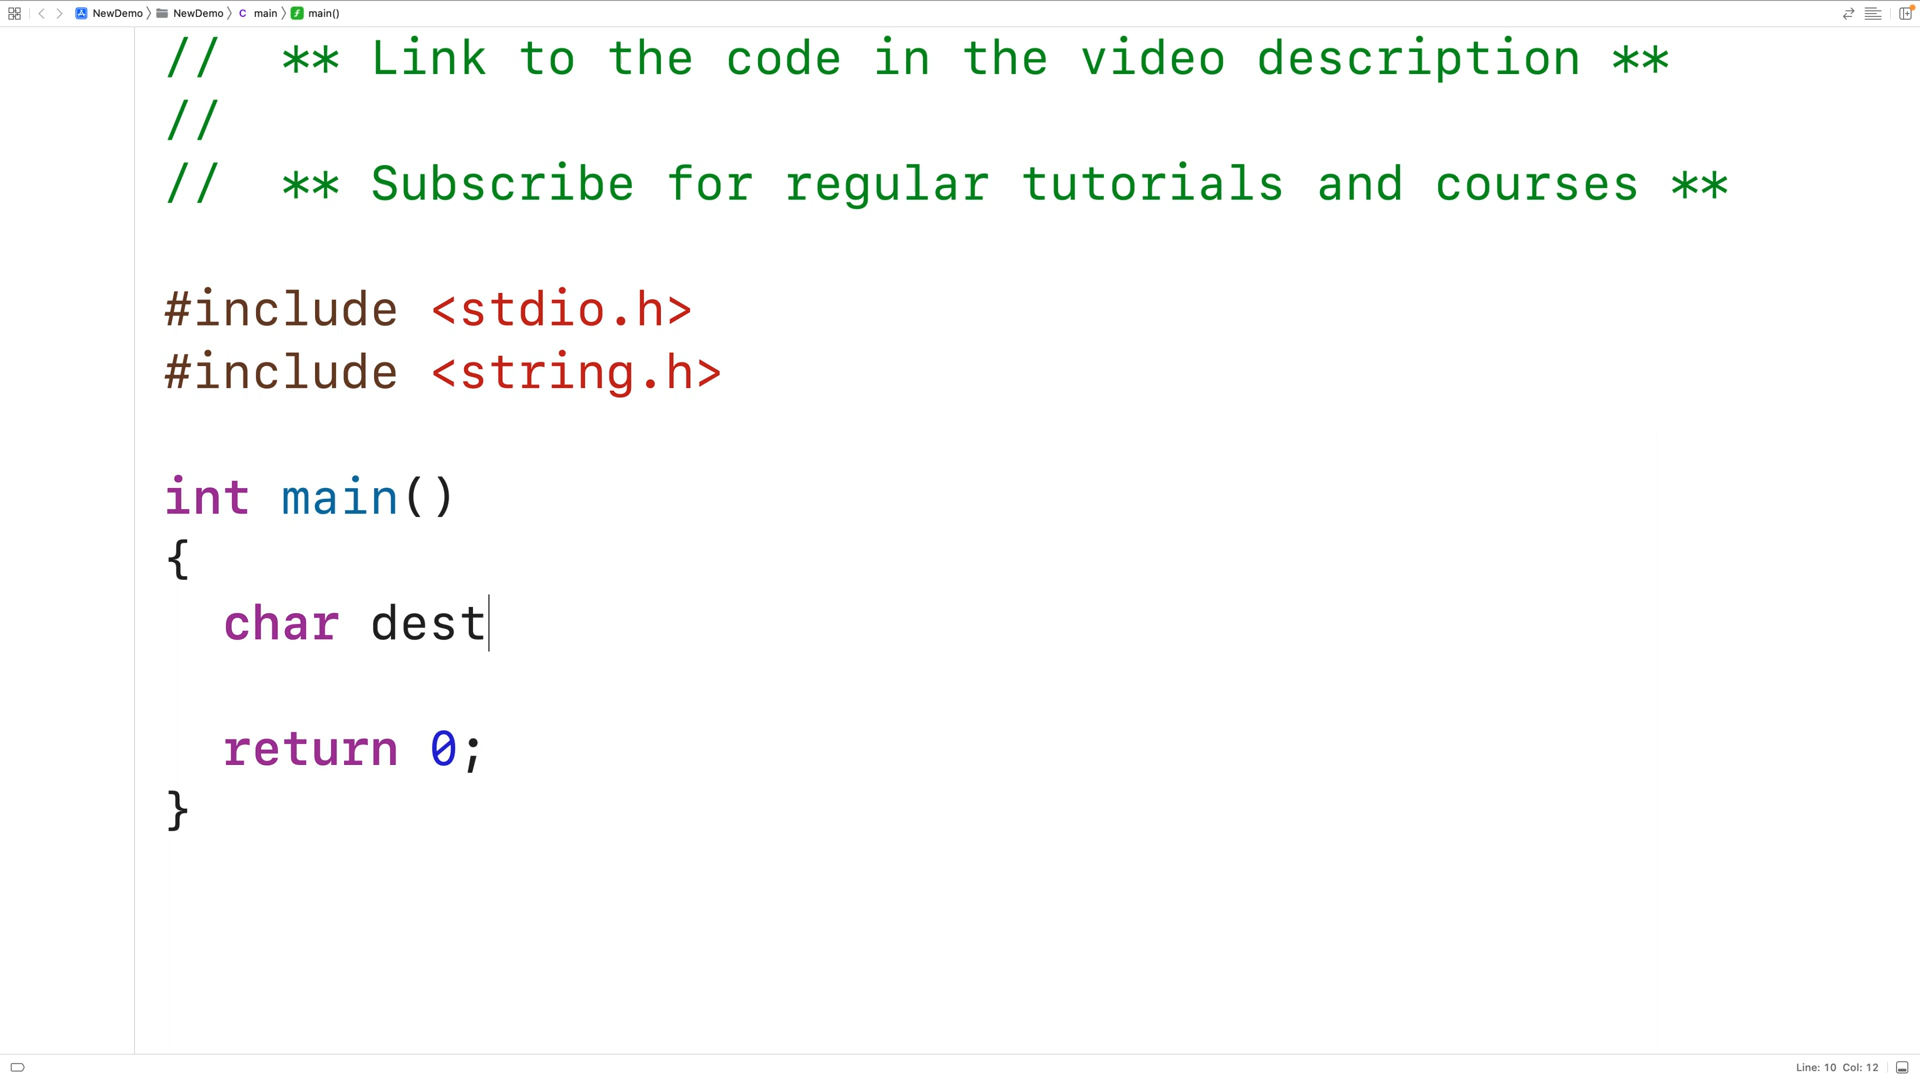 NewDemo NewDemo C main f main()
// ** Link to the code in the video description **
//
// ** Subscribe for regular tutorials and courses **
#include <stdio.h>
#include <string.h>
int main()
{
char dest
return 0;
}
Line: 10 Col: 12